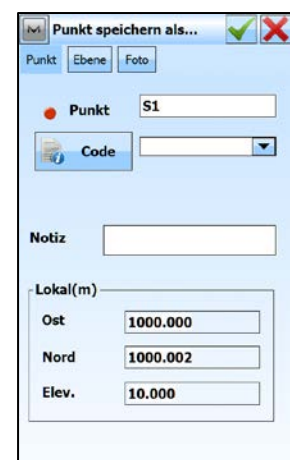 Punkt speichern als...
Punkt Ebene Foto
Punkt S1
Code
Notiz
Lokal(m)
Ost 1000.000
Nord 1000.002
Elev. 10.000